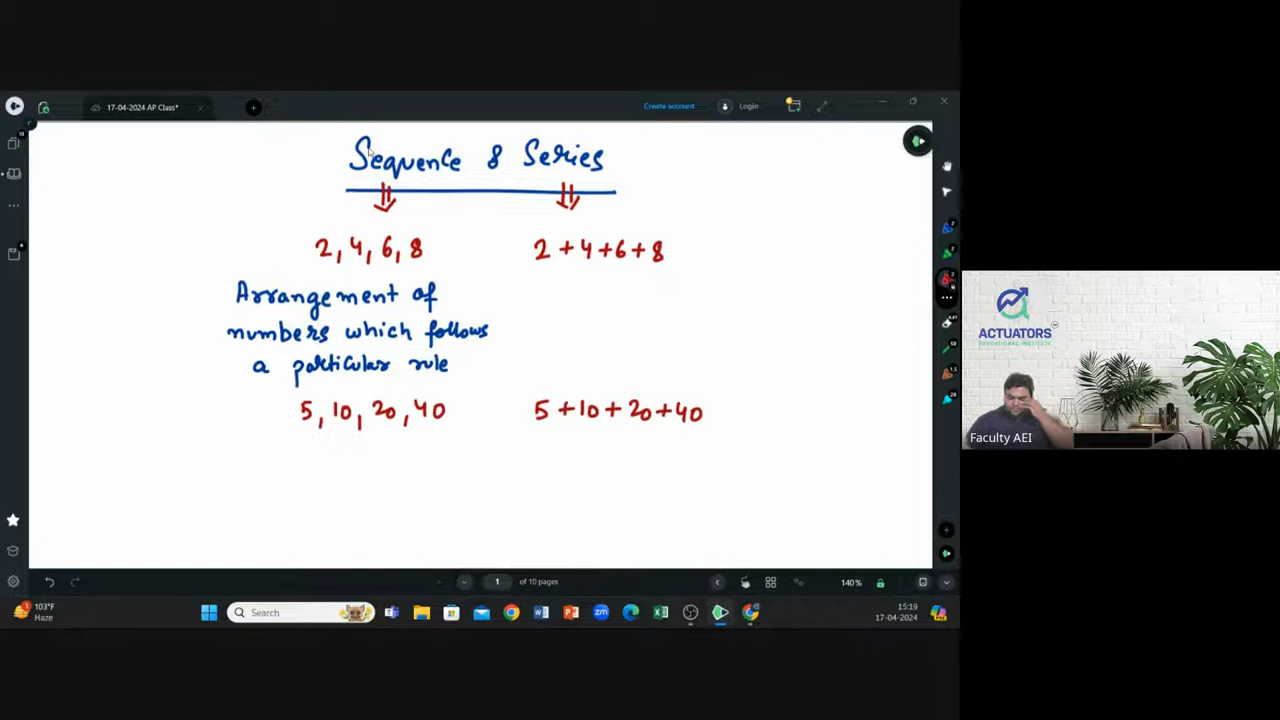 17-04-2024 AP Class*
Create account
Login
Sequence & Series
2, 4, 6, 8
2 + 4 + 6 + 8
Arrangement of
numbers which follows
a particular rule
5, 10, 20, 40
5 + 10 + 20 + 40
ACTUATORS
EDUCATIONAL INSTITUTE
Faculty AEI
1
of 10 pages
140%
103°F
Haze
Search
15:19
17-04-2024